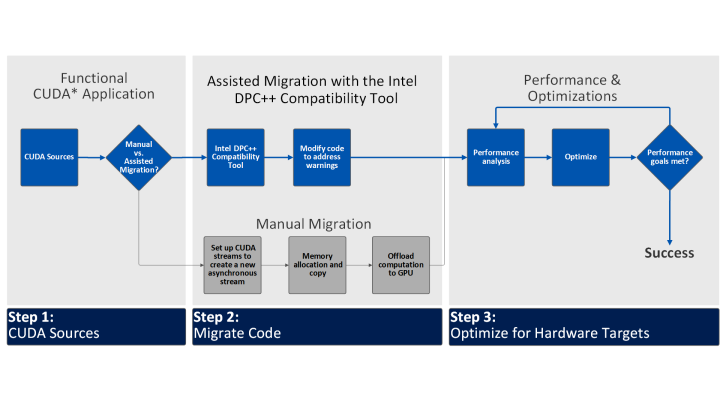 Functional
CUDA* Application
CUDA Sources
Manual
vs.
Assisted
Migration?
Assisted Migration with the Intel
DPC++ Compatibility Tool
Intel DPC++
Compatibility
Tool
Modify code
to address
warnings
Manual Migration
Set up CUDA
streams to
create a new
asynchronous
stream
Memory
allocation and
copy
Offload
computation
to GPU
Performance &
Optimizations
Performance
analysis
Optimize
Performance
goals met?
Success
Step 1:
CUDA Sources
Step 2:
Migrate Code
Step 3:
Optimize for Hardware Targets